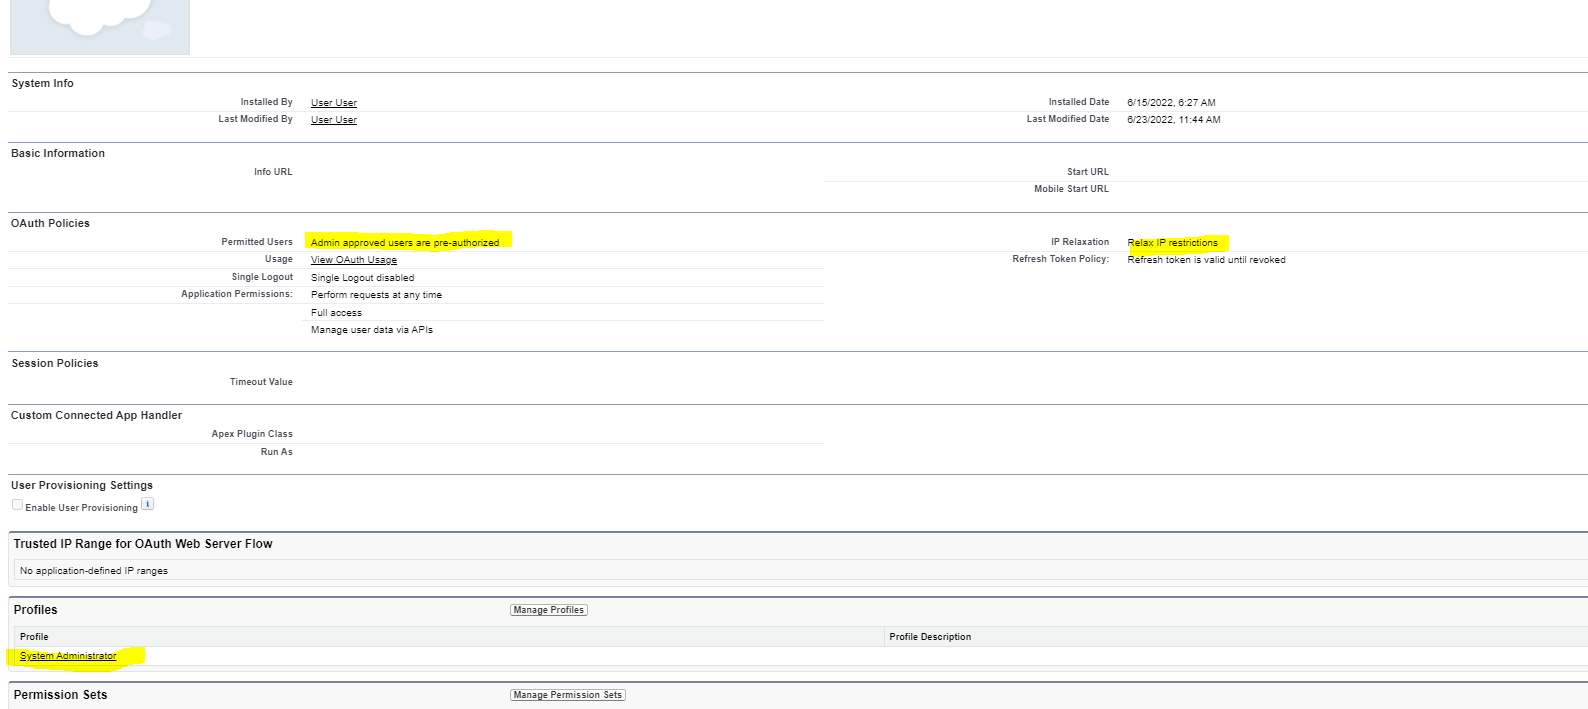 System Info
Installed By User User Installed Date 6/15/2022, 6:27 AM
Last Modified By User User Last Modified Date 6/23/2022, 11:44 AM
Basic Information
Info URL Start URL
Mobile Start URL
OAuth Policies
Permitted Users Admin approved users are pre-authorized IP Relaxation Relax IP restrictions
Usage View OAuth Usage Refresh Token Policy: Refresh token is valid until revoked
Single Logout Single Logout disabled
Application Permissions: Perform requests at any time
Full access
Manage user data via APIs
Session Policies
Timeout Value
Custom Connected App Handler
Apex Plugin Class
Run As
User Provisioning Settings
Enable User Provisioning i
Trusted IP Range for OAuth Web Server Flow
No application-defined IP ranges
Profiles Manage Profiles
Profile Profile Description
System Administrator
Permission Sets Manage Permission Sets